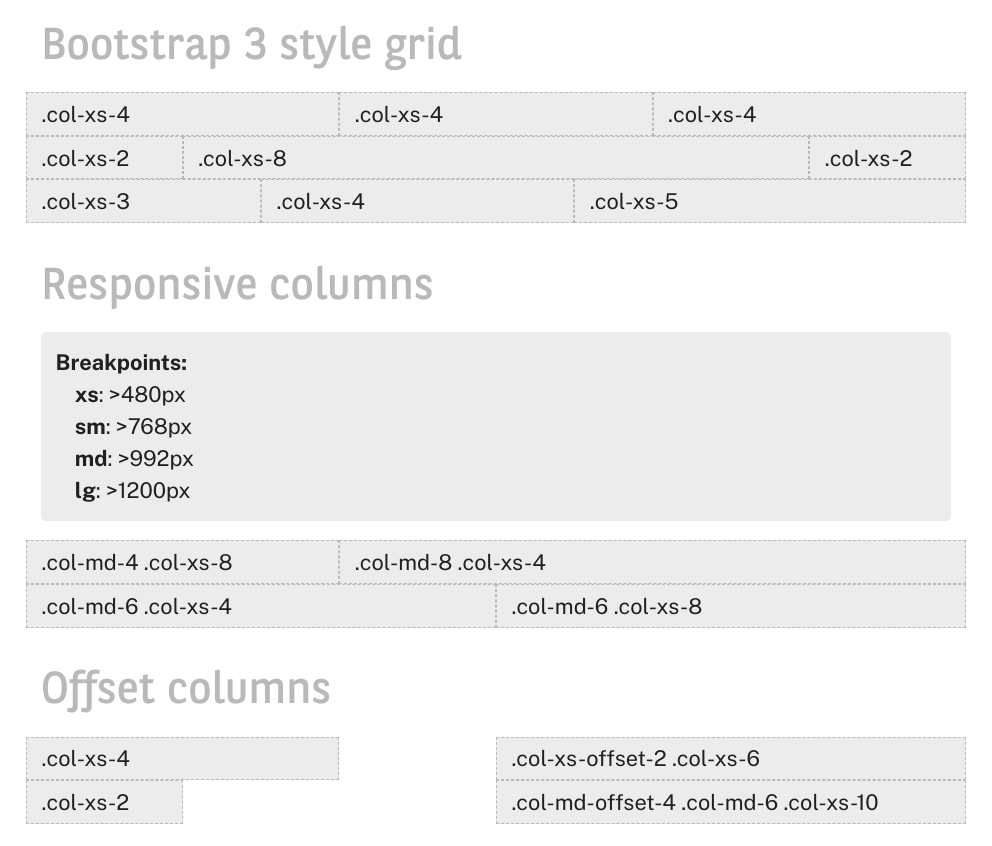 Bootstrap 3 style grid
.col-xs-4 .col-xs-4 .col-xs-4
.col-xs-2 .col-xs-8 .col-xs-2
.col-xs-3 .col-xs-4 .col-xs-5
Responsive columns
Breakpoints:
xs: >480px
sm: >768px
md: >992px
lg: >1200px
.col-md-4 .col-xs-8 .col-md-8 .col-xs-4
.col-md-6 .col-xs-4 .col-md-6 .col-xs-8
Offset columns
.col-xs-4 .col-xs-offset-2 .col-xs-6
.col-xs-2 .col-md-offset-4 .col-md-6 .col-xs-10